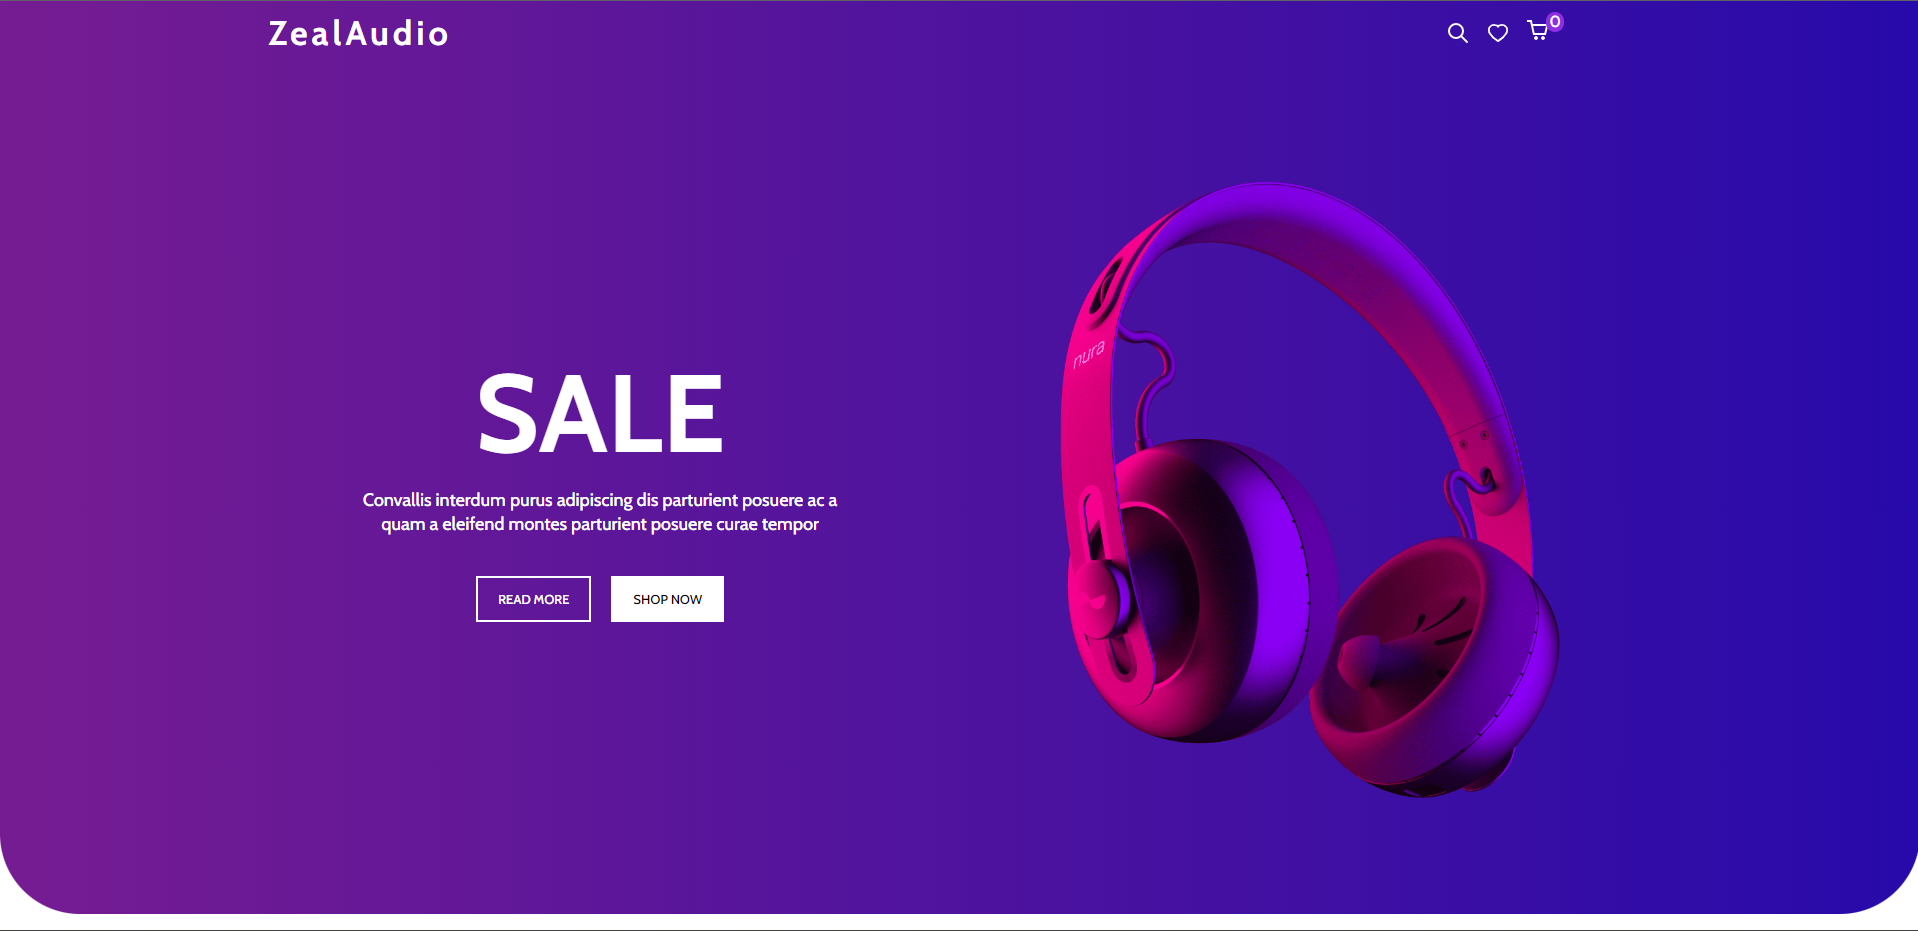 ZealAudio
0
nura
SALE
Convallis interdum purus adipiscing dis parturient posuere ac a
quam a eleifend montes parturient posuere curae tempor
READ MORE
SHOP NOW